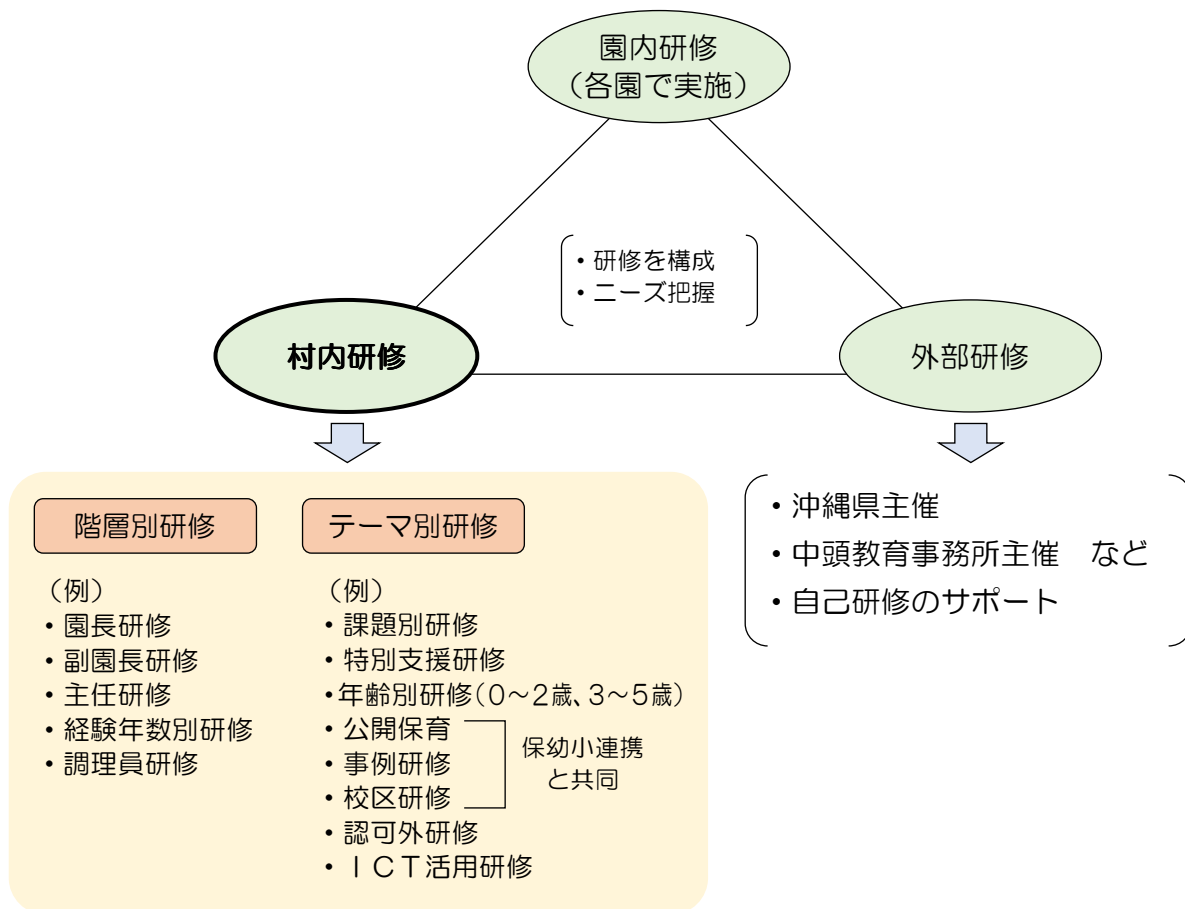 園内研修
（各園で実施）
・研修を構成
・ニーズ把握
村内研修
外部研修
階層別研修
（例）
・園長研修
・副園長研修
・主任研修
・経験年数別研修
・調理員研修
テーマ別研修
（例）
・課題別研修
・特別支援研修
・年齢別研修（０～２歳、３～５歳）
・公開保育
・事例研修
・校区研修
保幼小連携
と共同
・認可外研修
・ＩＣＴ活用研修
・沖縄県主催
・中頭教育事務所主催　など
・自己研修のサポート